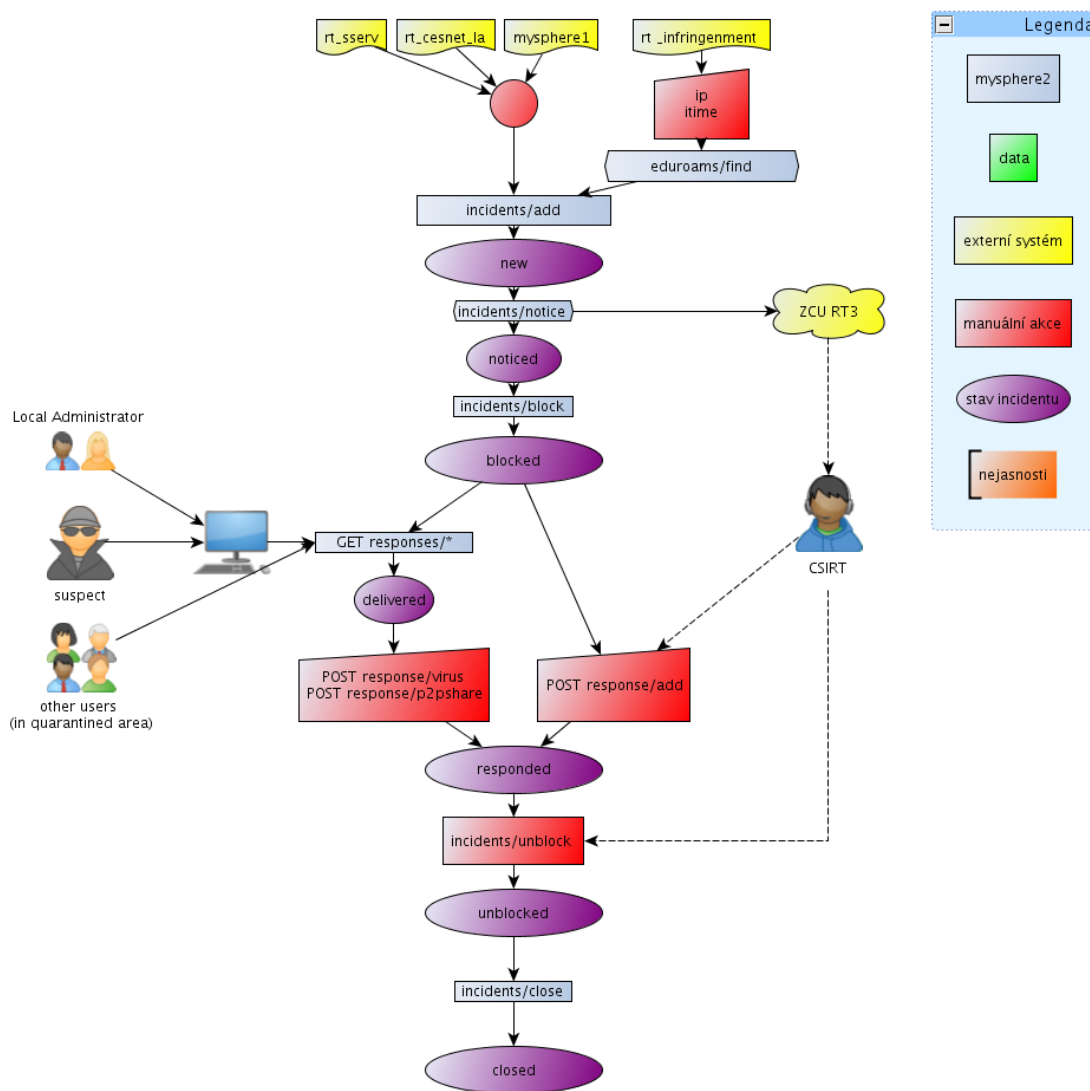 rt_sserv
rt_cesnet_la
mysphere1
rt _infringenment
ip
itime
eduroams/find
incidents/add
new
incidents/notice
ZCU RT3
noticed
incidents/block
Local Administrator
blocked
GET responses/*
suspect
CSIRT
delivered
POST response/virus
POST response/p2pshare
POST response/add
other users
(in quarantined area)
responded
incidents/unblock
unblocked
incidents/close
closed
Legenda
mysphere2
data
externí systém
manuální akce
stav incidentu
nejasnosti